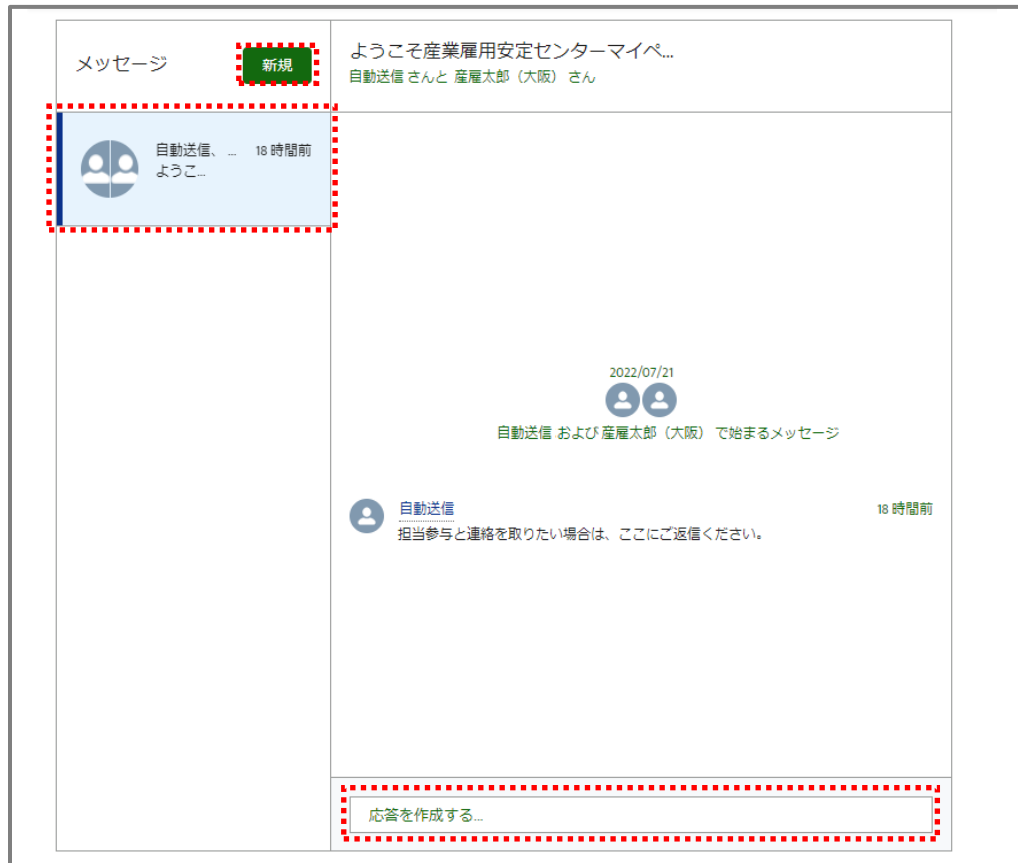 メッセージ
新規
自動送信、 ... 18 時間前
ようこ...
ようこそ産業雇用安定センターマイペ...
自動送信 さんと 産雇太郎（大阪） さん
2022/07/21
自動送信 および 産雇太郎（大阪） で始まるメッセージ
自動送信 18 時間前
担当参与と連絡を取りたい場合は、ここにご返信ください。
応答を作成する...